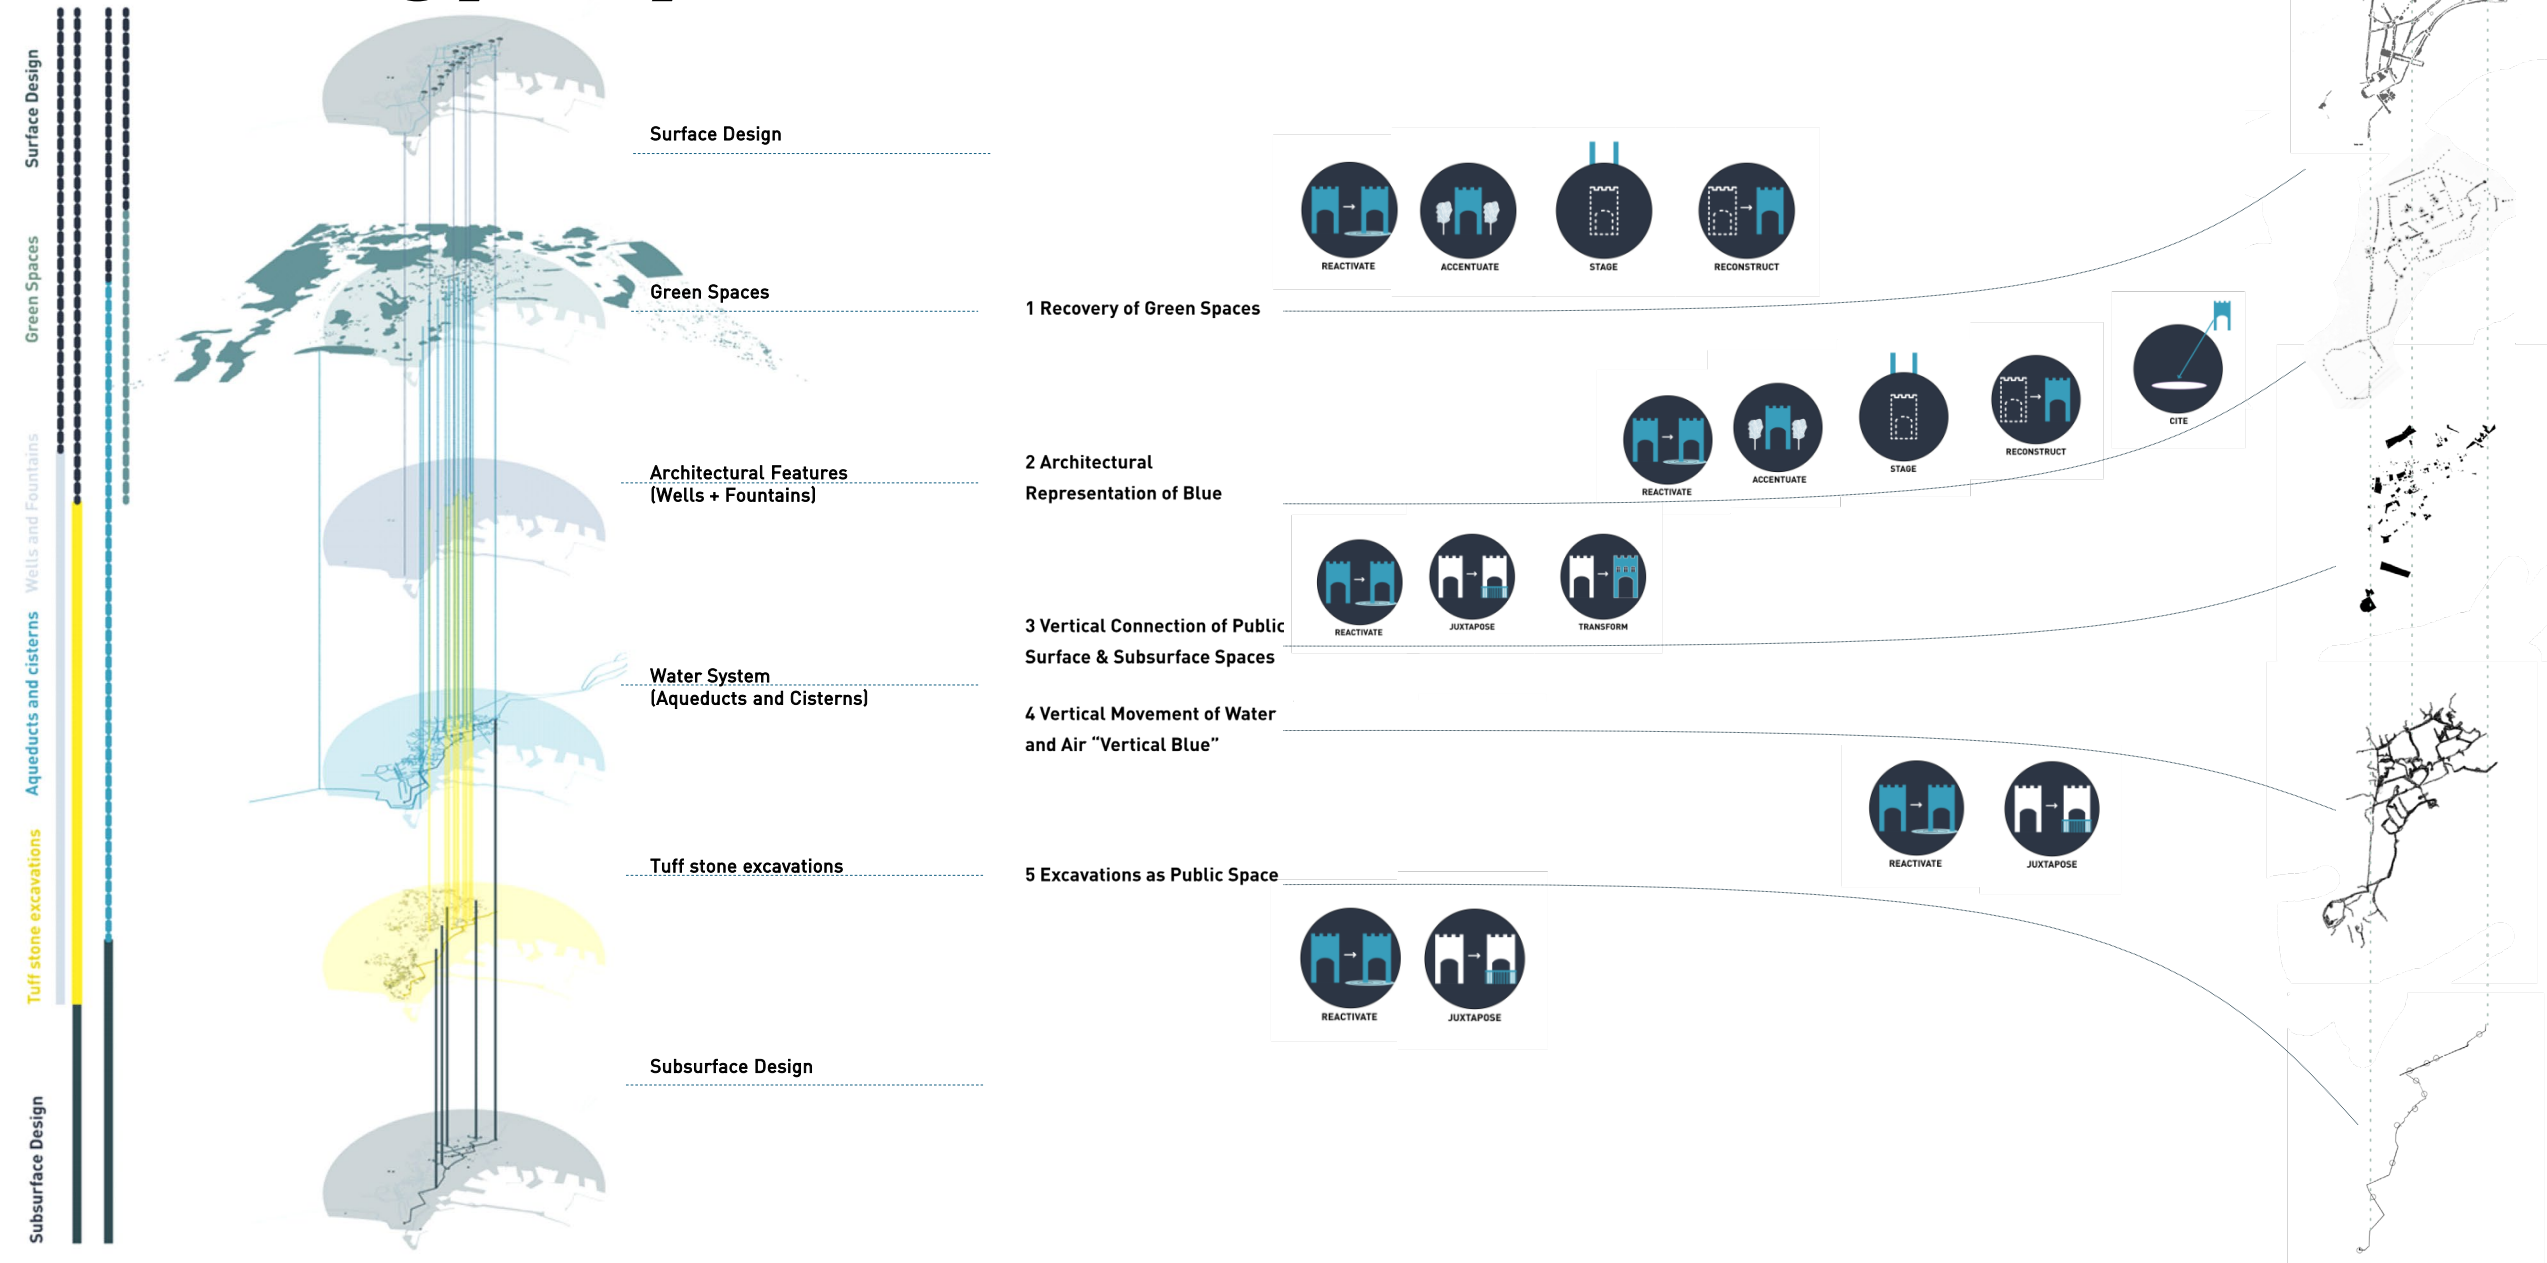 Surface Design
Green Spaces
Wells and Fountains
Aqueducts and cisterns
Tuff stone excavations
Subsurface Design
Surface Design
Green Spaces
Architectural Features
(Wells + Fountains)
Water System
(Aqueducts and Cisterns)
Tuff stone excavations
Subsurface Design
REACTIVATE
ACCENTUATE
STAGE
RECONSTRUCT
1 Recovery of Green Spaces
REACTIVATE
ACCENTUATE
STAGE
RECONSTRUCT
CITE
2 Architectural
Representation of Blue
REACTIVATE
JUXTAPOSE
TRANSFORM
3 Vertical Connection of Public
Surface & Subsurface Spaces
4 Vertical Movement of Water
and Air “Vertical Blue”
REACTIVATE
JUXTAPOSE
5 Excavations as Public Space
REACTIVATE
JUXTAPOSE